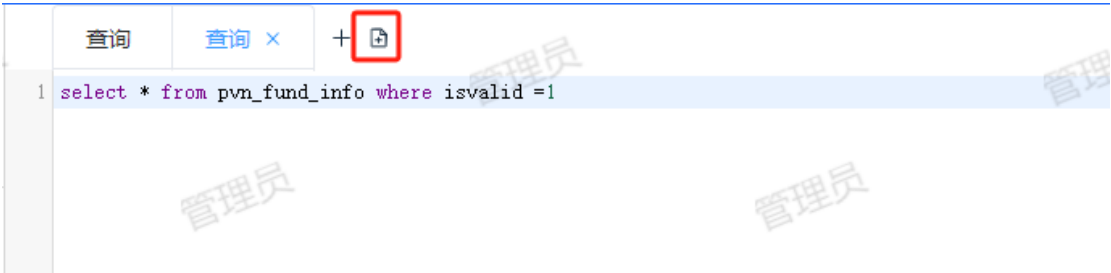 查询 查询 × +
管理员
管理
1 select * from pvn_fund_info where isvalid =1
管理员 管理员